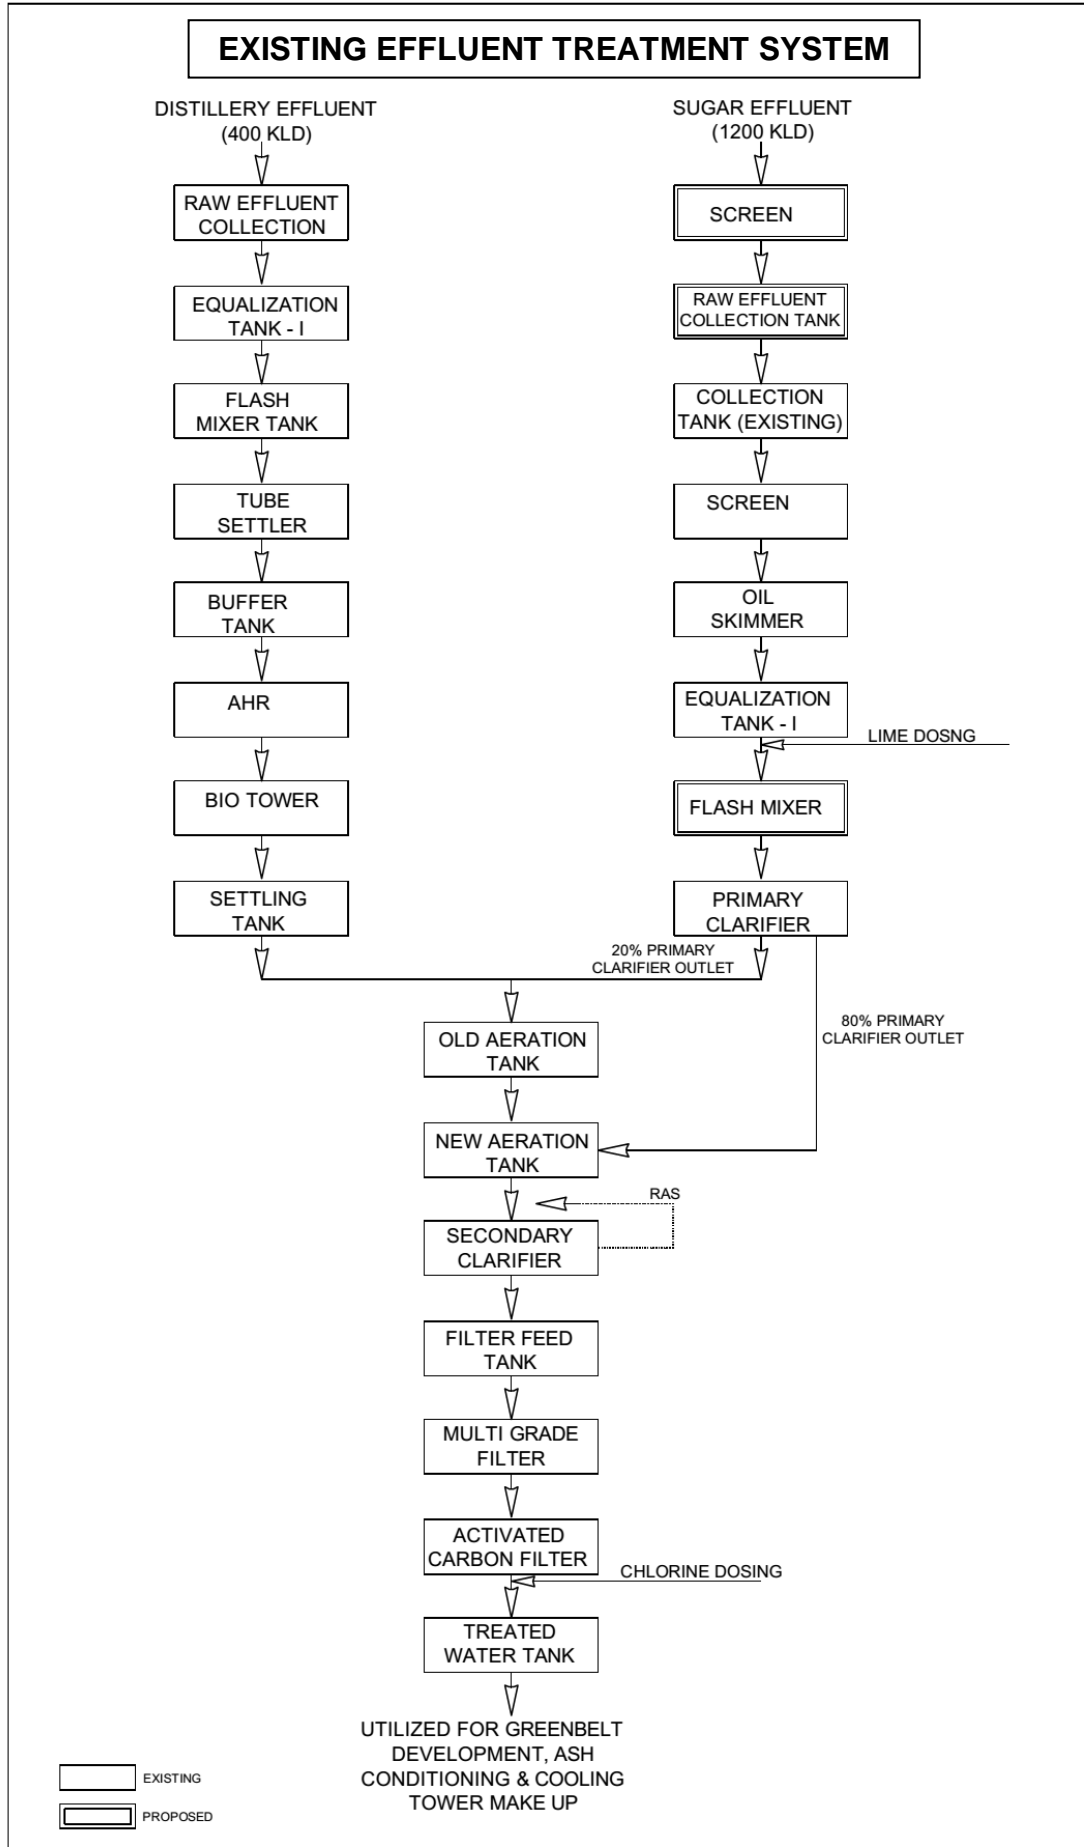 EXISTING EFFLUENT TREATMENT SYSTEM
DISTILLERY EFFLUENT
(400 KLD)
RAW EFFLUENT
COLLECTION
EQUALIZATION
TANK - I
FLASH
MIXER TANK
TUBE
SETTLER
BUFFER
TANK
AHR
BIO TOWER
SETTLING
TANK
SUGAR EFFLUENT
(1200 KLD)
SCREEN
RAW EFFLUENT
COLLECTION TANK
COLLECTION
TANK (EXISTING)
SCREEN
OIL
SKIMMER
EQUALIZATION
TANK - I
LIME DOSNG
FLASH MIXER
PRIMARY
CLARIFIER
20% PRIMARY
CLARIFIER OUTLET
80% PRIMARY
CLARIFIER OUTLET
OLD AERATION
TANK
NEW AERATION
TANK
RAS
SECONDARY
CLARIFIER
FILTER FEED
TANK
MULTI GRADE
FILTER
ACTIVATED
CARBON FILTER
CHLORINE DOSING
TREATED
WATER TANK
UTILIZED FOR GREENBELT
DEVELOPMENT, ASH
CONDITIONING & COOLING
TOWER MAKE UP
EXISTING
PROPOSED